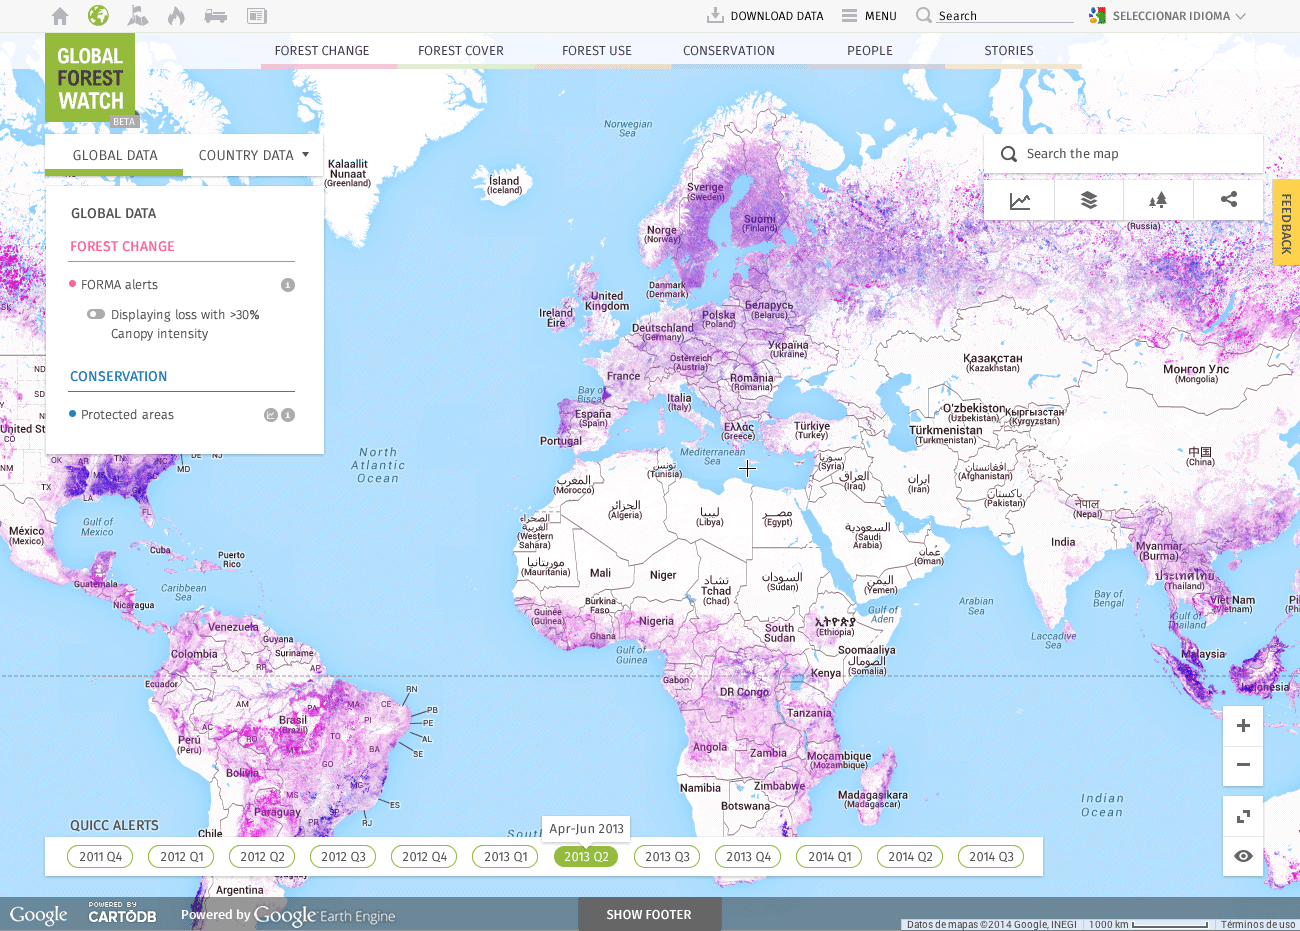 DOWNLOAD DATA
MENU
Search
SELECCIONAR IDIOMA
GLOBAL
FOREST
WATCH
BETA
FOREST CHANGE
FOREST COVER
FOREST USE
CONSERVATION
PEOPLE
STORIES
GLOBAL DATA
COUNTRY DATA
GLOBAL DATA
FOREST CHANGE
FORMA alerts
Displaying loss with >30%
Canopy intensity
CONSERVATION
Protected areas
Search the map
FEEDBACK
(Russia)
Norwegian
Sea
Kalaallit
Nunaat
(Greenland)
Ísland
(Iceland)
Sverige
(Sweden)
Suomi
(Finland)
Norge
(Norway)
Danmark
(Denmark)
United
Kingdom
Ireland
Éire
Polska
(Poland)
Беларусь
(Belarus)
Deutschland
(Germany)
Україна
(Ukraine)
Österreich
(Austria)
France
România
(Romania)
Bay of
Biscay
Italia
(Italy)
España
(Spain)
Portugal
Ελλάς
(Greece)
Türkiye
(Turkey)
Mediterranean
Sea
Қазақстан
(Kazakhstan)
Монгол Улс
(Mongolia)
O'zbekiston
(Uzbekistan)
Кыргызстан
(Kyrgyzstan)
Türkmenistan
(Turkmenistan)
中国
(China)
سوريا
(Syria)
العراق
(Iraq)
ایران
(Iran)
افغانستان
(Afghanistan)
پاکستان
(Pakistan)
नेपाल
(Nepal)
India
Myanmar
(Burma)
ประเทศไทย
(Thailand)
Việt Nam
(Vietnam)
Gulf of
Thailand
Malaysia
Indonesia
Bay of
Bengal
Laccadive
Sea
Arabian
Sea
السعودية
(Saudi
Arabia)
عمان
(Oman)
اليمن
(Yemen)
Gulf of
Aden
North
Atlantic
Ocean
تونس
(Tunisia)
المغرب
(Morocco)
الجزائر
(Algeria)
ليبيا
(Libya)
مصر
(Egypt)
الصحراء
الغربية
(Western
Sahara)
موريتانيا
(Mauritania)
Mali
Niger
تشاد
Tchad
(Chad)
السودان
(Sudan)
Burkina
Faso
Guinée
(Guinea)
Ghana
Nigeria
South
Sudan
ኢትዮጵያ
(Ethiopia)
Soomaaliya
الصومال
(Somalia)
Gulf of
Guinea
Gabon
DR Congo
Kenya
Tanzania
Angola
Zambia
Moçambique
(Mozambique)
Namibia
Zimbabwe
Botswana
Madagasikara
(Madagascar)
Indian
Ocean
United St
ND
SD
CO
NM
OK
AR
TX
LA
FL
DE
NJ
NC
MD
Gulf of
Mexico
México
(Mexico)
Cuba
Puerto
Rico
Guatemala
Nicaragua
Caribbean
Sea
Venezuela
Guyana
Suriname
Colombia
RR
AP
Ecuador
AM
PA
MA
CE
RN
PB
PE
AL
SE
PI
AC
RO
MT
TO
BA
Brasil
(Brazil)
Perú
(Peru)
Bolivia
GO
MG
MS
ES
RJ
PR
SP
Paraguay
Chile
Argentina
Uruguay
South
QUICC ALERTS
Apr-Jun 2013
2011 Q4
2012 Q1
2012 Q2
2012 Q3
2012 Q4
2013 Q1
2013 Q2
2013 Q3
2013 Q4
2014 Q1
2014 Q2
2014 Q3
Google
POWERED BY
CARTODB
Powered by Google Earth Engine
SHOW FOOTER
Datos de mapas ©2014 Google, INEGI
1000 km
Términos de uso